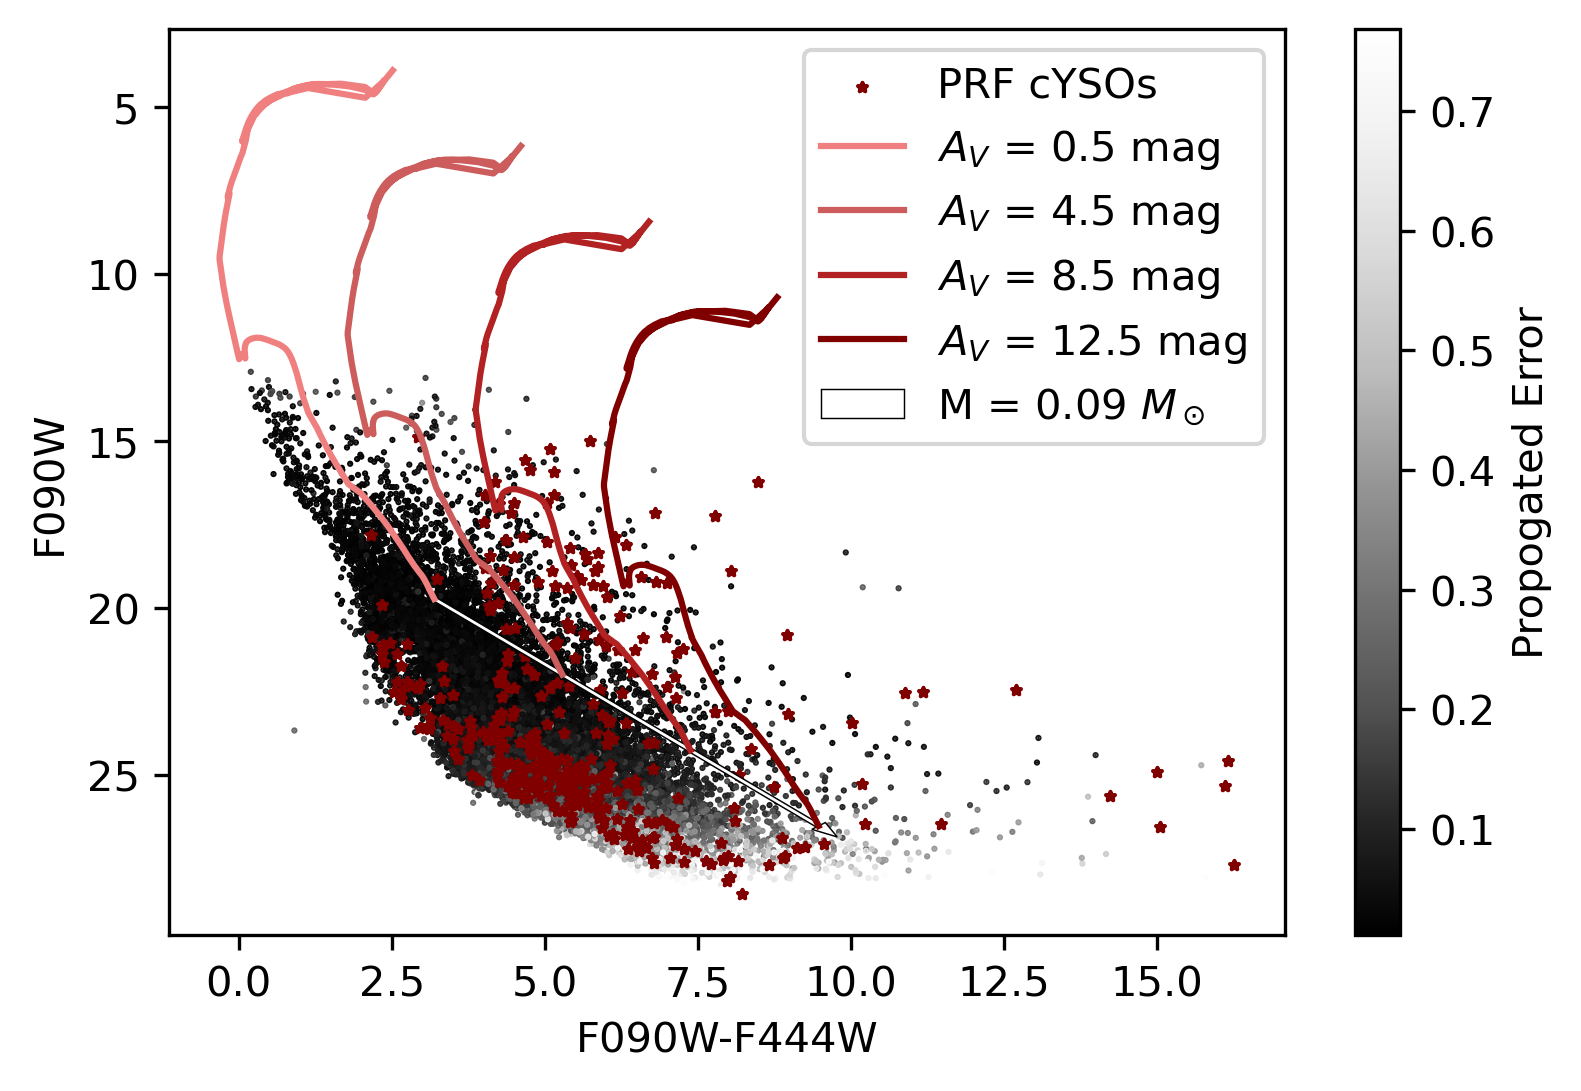 PRF cYSOs
A_V = 0.5 mag
A_V = 4.5 mag
A_V = 8.5 mag
A_V = 12.5 mag
M = 0.09 M_⊙
5
10
15
20
25
F090W
0.0 2.5 5.0 7.5 10.0 12.5 15.0
F090W-F444W
0.7
0.6
0.5
0.4
0.3
0.2
0.1
Propogated Error